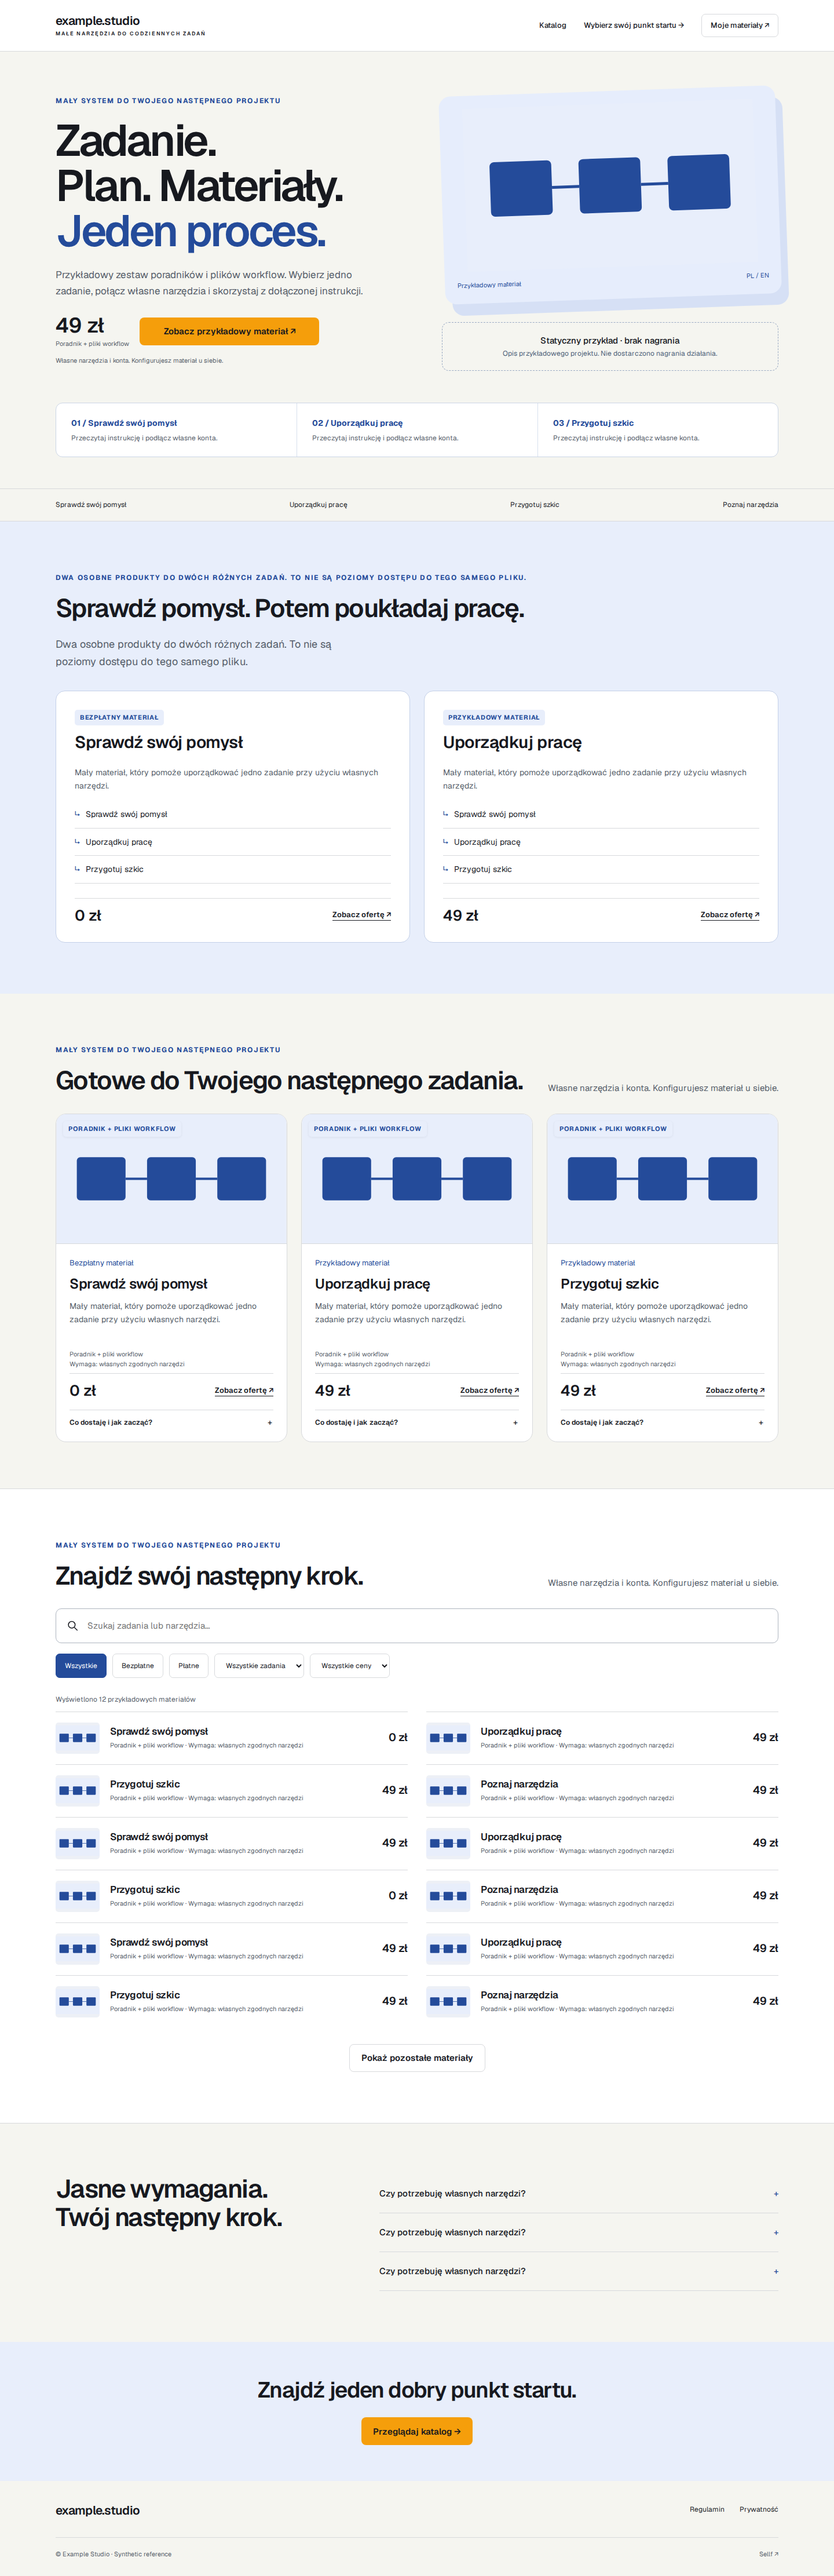 example.studio
MAŁE NARZĘDZIA DO CODZIENNYCH ZADAŃ
Katalog
Wybierz swój punkt startu →
Moje materiały ↗
MAŁY SYSTEM DO TWOJEGO NASTĘPNEGO PROJEKTU
Zadanie.
Plan. Materiały.
Jeden proces.
Przykładowy zestaw poradników i plików workflow. Wybierz jedno
zadanie, połącz własne narzędzia i skorzystaj z dołączonej instrukcji.
49 zł
Poradnik + pliki workflow
Zobacz przykładowy materiał ↗
Własne narzędzia i konta. Konfigurujesz materiał u siebie.
Przykładowy materiał
PL / EN
Statyczny przykład · brak nagrania
Opis przykładowego projektu. Nie dostarczono nagrania działania.
01 / Sprawdź swój pomysł
Przeczytaj instrukcję i podłącz własne konta.
02 / Uporządkuj pracę
Przeczytaj instrukcję i podłącz własne konta.
03 / Przygotuj szkic
Przeczytaj instrukcję i podłącz własne konta.
Sprawdź swój pomysł
Uporządkuj pracę
Przygotuj szkic
Poznaj narzędzia
DWA OSOBNE PRODUKTY DO DWÓCH RÓŻNYCH ZADAŃ. TO NIE SĄ POZIOMY DOSTĘPU DO TEGO SAMEGO PLIKU.
Sprawdź pomysł. Potem poukładaj pracę.
Dwa osobne produkty do dwóch różnych zadań. To nie są
poziomy dostępu do tego samego pliku.
BEZPŁATNY MATERIAŁ
Sprawdź swój pomysł
Mały materiał, który pomoże uporządkować jedno zadanie przy użyciu własnych
narzędzi.
↳ Sprawdź swój pomysł
↳ Uporządkuj pracę
↳ Przygotuj szkic
0 zł
Zobacz ofertę ↗
PRZYKŁADOWY MATERIAŁ
Uporządkuj pracę
Mały materiał, który pomoże uporządkować jedno zadanie przy użyciu własnych
narzędzi.
↳ Sprawdź swój pomysł
↳ Uporządkuj pracę
↳ Przygotuj szkic
49 zł
Zobacz ofertę ↗
MAŁY SYSTEM DO TWOJEGO NASTĘPNEGO PROJEKTU
Gotowe do Twojego następnego zadania.
Własne narzędzia i konta. Konfigurujesz materiał u siebie.
PORADNIK + PLIKI WORKFLOW
Bezpłatny materiał
Sprawdź swój pomysł
Mały materiał, który pomoże uporządkować jedno
zadanie przy użyciu własnych narzędzi.
Poradnik + pliki workflow
Wymaga: własnych zgodnych narzędzi
0 zł
Zobacz ofertę ↗
Co dostaję i jak zacząć? +
PORADNIK + PLIKI WORKFLOW
Przykładowy materiał
Uporządkuj pracę
Mały materiał, który pomoże uporządkować jedno
zadanie przy użyciu własnych narzędzi.
Poradnik + pliki workflow
Wymaga: własnych zgodnych narzędzi
49 zł
Zobacz ofertę ↗
Co dostaję i jak zacząć? +
PORADNIK + PLIKI WORKFLOW
Przykładowy materiał
Przygotuj szkic
Mały materiał, który pomoże uporządkować jedno
zadanie przy użyciu własnych narzędzi.
Poradnik + pliki workflow
Wymaga: własnych zgodnych narzędzi
49 zł
Zobacz ofertę ↗
Co dostaję i jak zacząć? +
MAŁY SYSTEM DO TWOJEGO NASTĘPNEGO PROJEKTU
Znajdź swój następny krok.
Własne narzędzia i konta. Konfigurujesz materiał u siebie.
Szukaj zadania lub narzędzia...
Wszystkie
Bezpłatne
Płatne
Wszystkie zadania
Wszystkie ceny
Wyświetlono 12 przykładowych materiałów
Sprawdź swój pomysł
Poradnik + pliki workflow · Wymaga: własnych zgodnych narzędzi
0 zł
Uporządkuj pracę
Poradnik + pliki workflow · Wymaga: własnych zgodnych narzędzi
49 zł
Przygotuj szkic
Poradnik + pliki workflow · Wymaga: własnych zgodnych narzędzi
49 zł
Poznaj narzędzia
Poradnik + pliki workflow · Wymaga: własnych zgodnych narzędzi
49 zł
Sprawdź swój pomysł
Poradnik + pliki workflow · Wymaga: własnych zgodnych narzędzi
49 zł
Uporządkuj pracę
Poradnik + pliki workflow · Wymaga: własnych zgodnych narzędzi
49 zł
Przygotuj szkic
Poradnik + pliki workflow · Wymaga: własnych zgodnych narzędzi
0 zł
Poznaj narzędzia
Poradnik + pliki workflow · Wymaga: własnych zgodnych narzędzi
49 zł
Sprawdź swój pomysł
Poradnik + pliki workflow · Wymaga: własnych zgodnych narzędzi
49 zł
Uporządkuj pracę
Poradnik + pliki workflow · Wymaga: własnych zgodnych narzędzi
49 zł
Przygotuj szkic
Poradnik + pliki workflow · Wymaga: własnych zgodnych narzędzi
49 zł
Poznaj narzędzia
Poradnik + pliki workflow · Wymaga: własnych zgodnych narzędzi
49 zł
Pokaż pozostałe materiały
Jasne wymagania.
Twój następny krok.
Czy potrzebuję własnych narzędzi? +
Czy potrzebuję własnych narzędzi? +
Czy potrzebuję własnych narzędzi? +
Znajdź jeden dobry punkt startu.
Przeglądaj katalog →
example.studio
Regulamin
Prywatność
© Example Studio · Synthetic reference
Sellf ↗